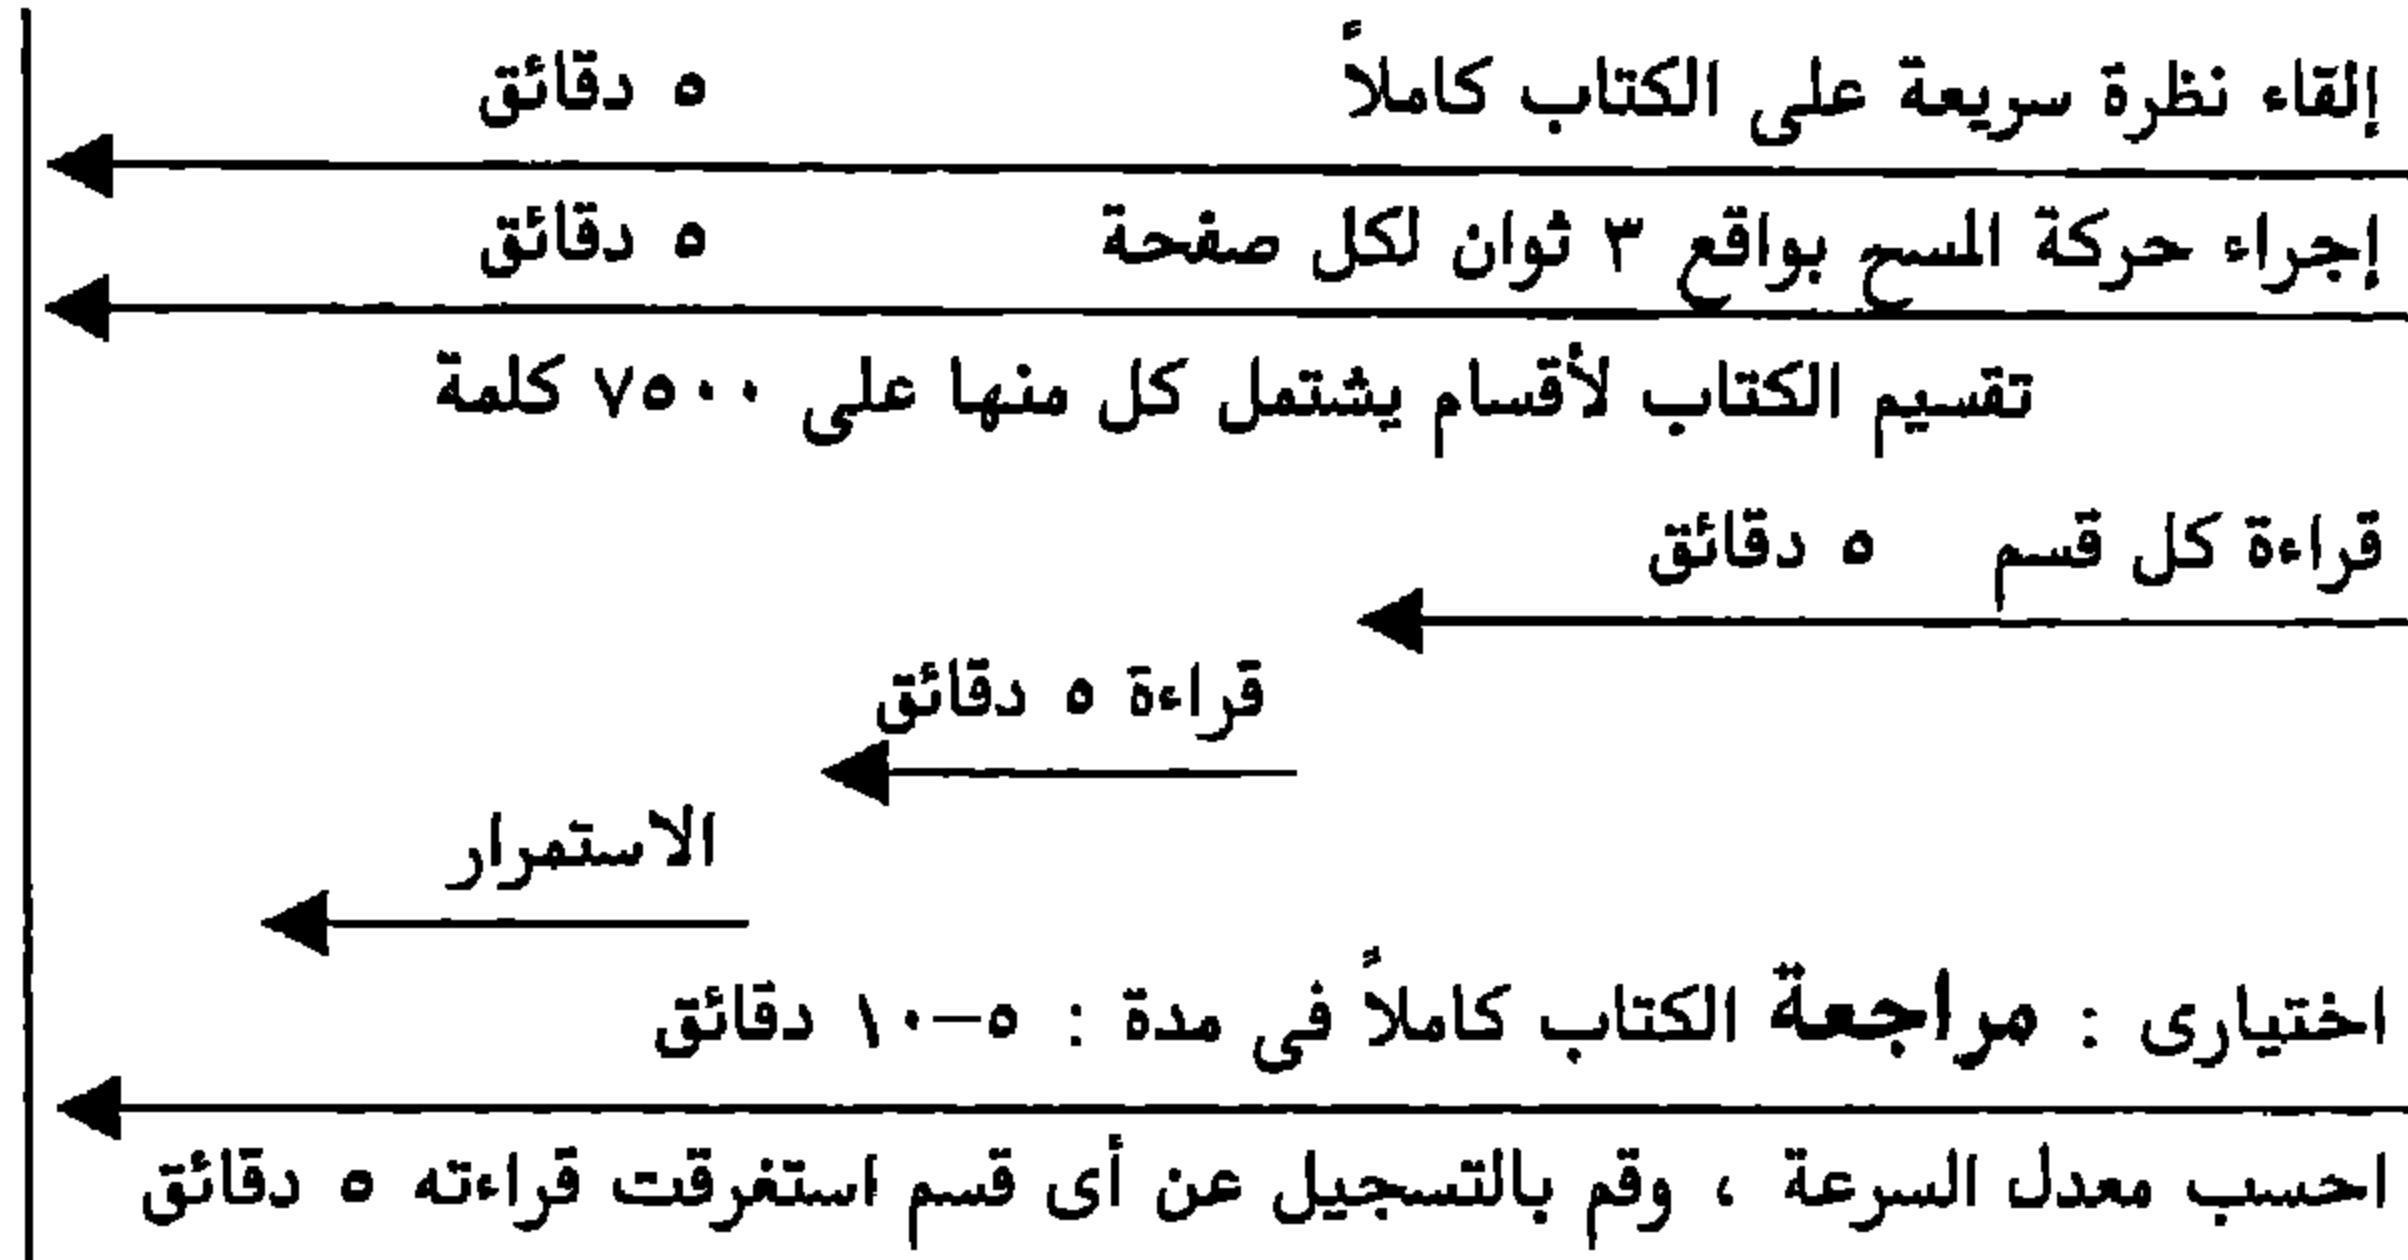 إلقاء نظرة سريعة على الكتاب كاملاً ٥ دقائق
إجراء حركة المسح بواقع ٣ ثوان لكل صفحة ٥ دقائق
تقسيم الكتاب لأقسام يشتمل كل منها على ٧٥٠٠ كلمة
قراءة كل قسم ٥ دقائق
قراءة ٥ دقائق
الاستمرار
اختيارى : مراجعة الكتاب كاملاً فى مدة : ٥–١٠ دقائق
احسب معدل السرعة ، وقم بالتسجيل عن أى قسم استغرقت قراءته ٥ دقائق